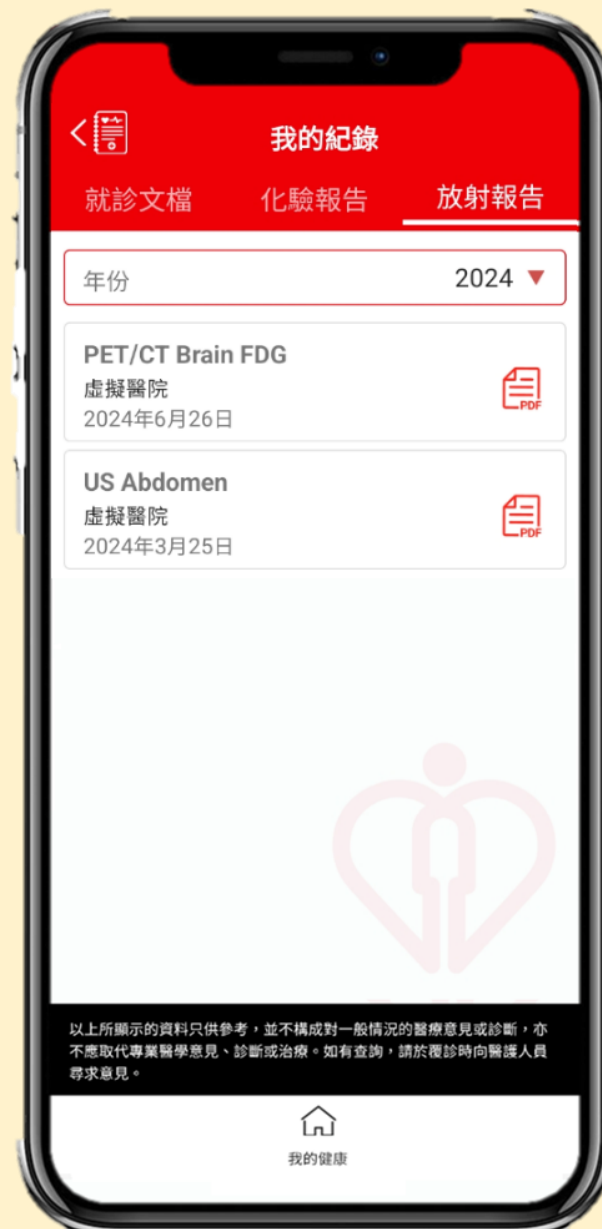 我的紀錄
就診文檔 化驗報告 放射報告
年份 2024
PET/CT Brain FDG
虛擬醫院
2024年6月26日
PDF
US Abdomen
虛擬醫院
2024年3月25日
PDF
以上所顯示的資料只供參考，並不構成對一般情況的醫療意見或診斷，亦
不應取代專業醫學意見、診斷或治療。如有查詢，請於覆診時向醫護人員
尋求意見。
我的健康